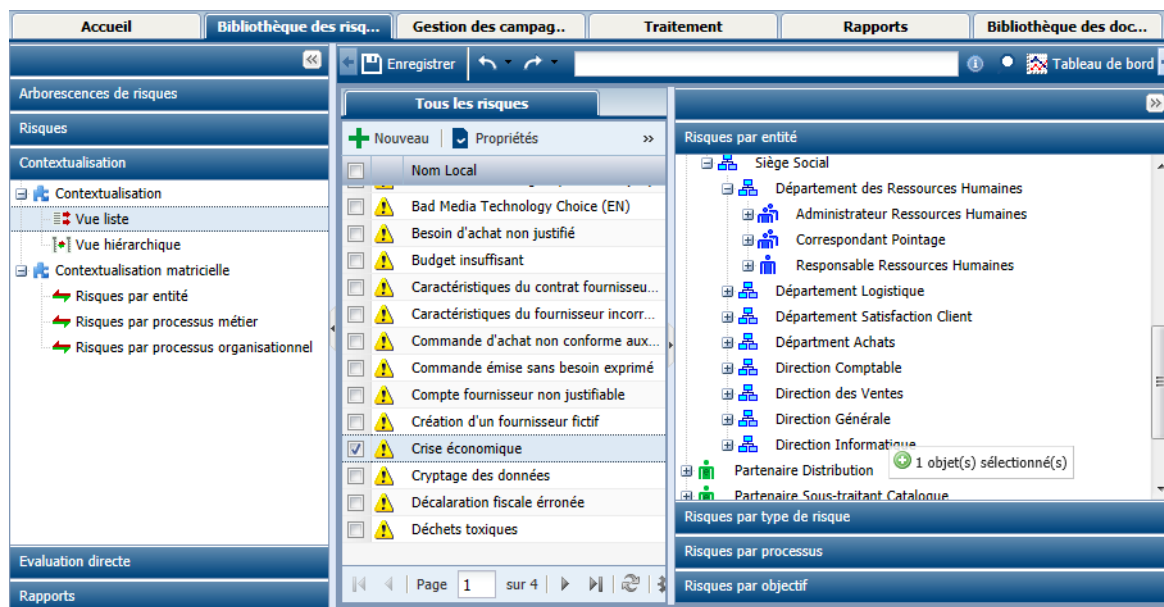 Accueil
Bibliothèque des risq...
Gestion des campag..
Traitement
Rapports
Bibliothèque des doc...
Arborescences de risques
Risques
Contextualisation
Contextualisation
Vue liste
Vue hiérarchique
Contextualisation matricielle
Risques par entité
Risques par processus métier
Risques par processus organisationnel
Evaluation directe
Rapports
Enregistrer
Tableau de bord
Tous les risques
Nouveau
Propriétés
Nom Local
Bad Media Technology Choice (EN)
Besoin d'achat non justifié
Budget insuffisant
Caractéristiques du contrat fournisseu...
Caractéristiques du fournisseur incorr...
Commande d'achat non conforme aux...
Commande émise sans besoin exprimé
Compte fournisseur non justifiable
Création d'un fournisseur fictif
Crise économique
Cryptage des données
Décalaration fiscale érronée
Déchets toxiques
Page 1 sur 4
Risques par entité
Siège Social
Département des Ressources Humaines
Administrateur Ressources Humaines
Correspondant Pointage
Responsable Ressources Humaines
Département Logistique
Département Satisfaction Client
Départment Achats
Direction Comptable
Direction des Ventes
Direction Générale
Direction Informatique
1 objet(s) sélectionné(s)
Partenaire Distribution
Partenaire Sous-traitant Catalogue
Risques par type de risque
Risques par processus
Risques par objectif